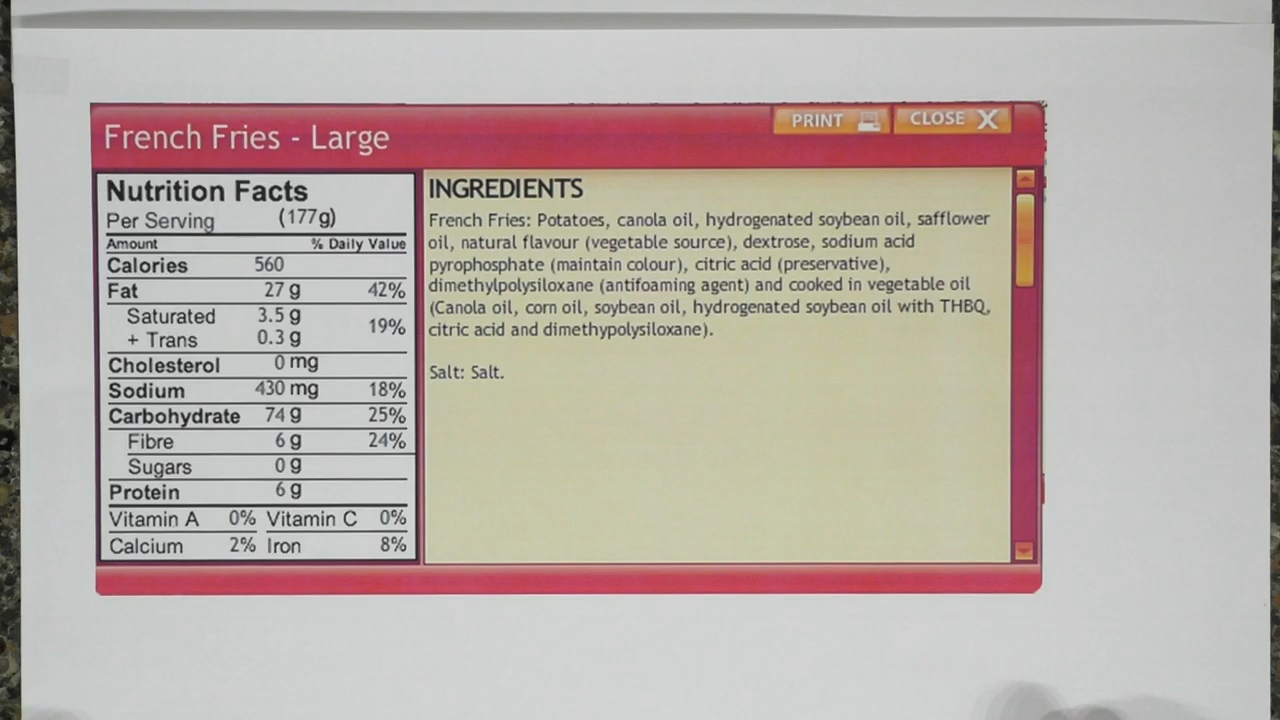 French Fries - Large
PRINT
CLOSE X
Nutrition Facts
Per Serving (177g)
Amount % Daily Value
Calories 560
Fat 27 g 42%
Saturated 3.5 g
+ Trans 0.3 g 19%
Cholesterol 0 mg
Sodium 430 mg 18%
Carbohydrate 74 g 25%
Fibre 6 g 24%
Sugars 0 g
Protein 6 g
Vitamin A 0% Vitamin C 0%
Calcium 2% Iron 8%
INGREDIENTS
French Fries: Potatoes, canola oil, hydrogenated soybean oil, safflower
oil, natural flavour (vegetable source), dextrose, sodium acid
pyrophosphate (maintain colour), citric acid (preservative),
dimethylpolysiloxane (antifoaming agent) and cooked in vegetable oil
(Canola oil, corn oil, soybean oil, hydrogenated soybean oil with THBQ,
citric acid and dimethypolysiloxane).
Salt: Salt.